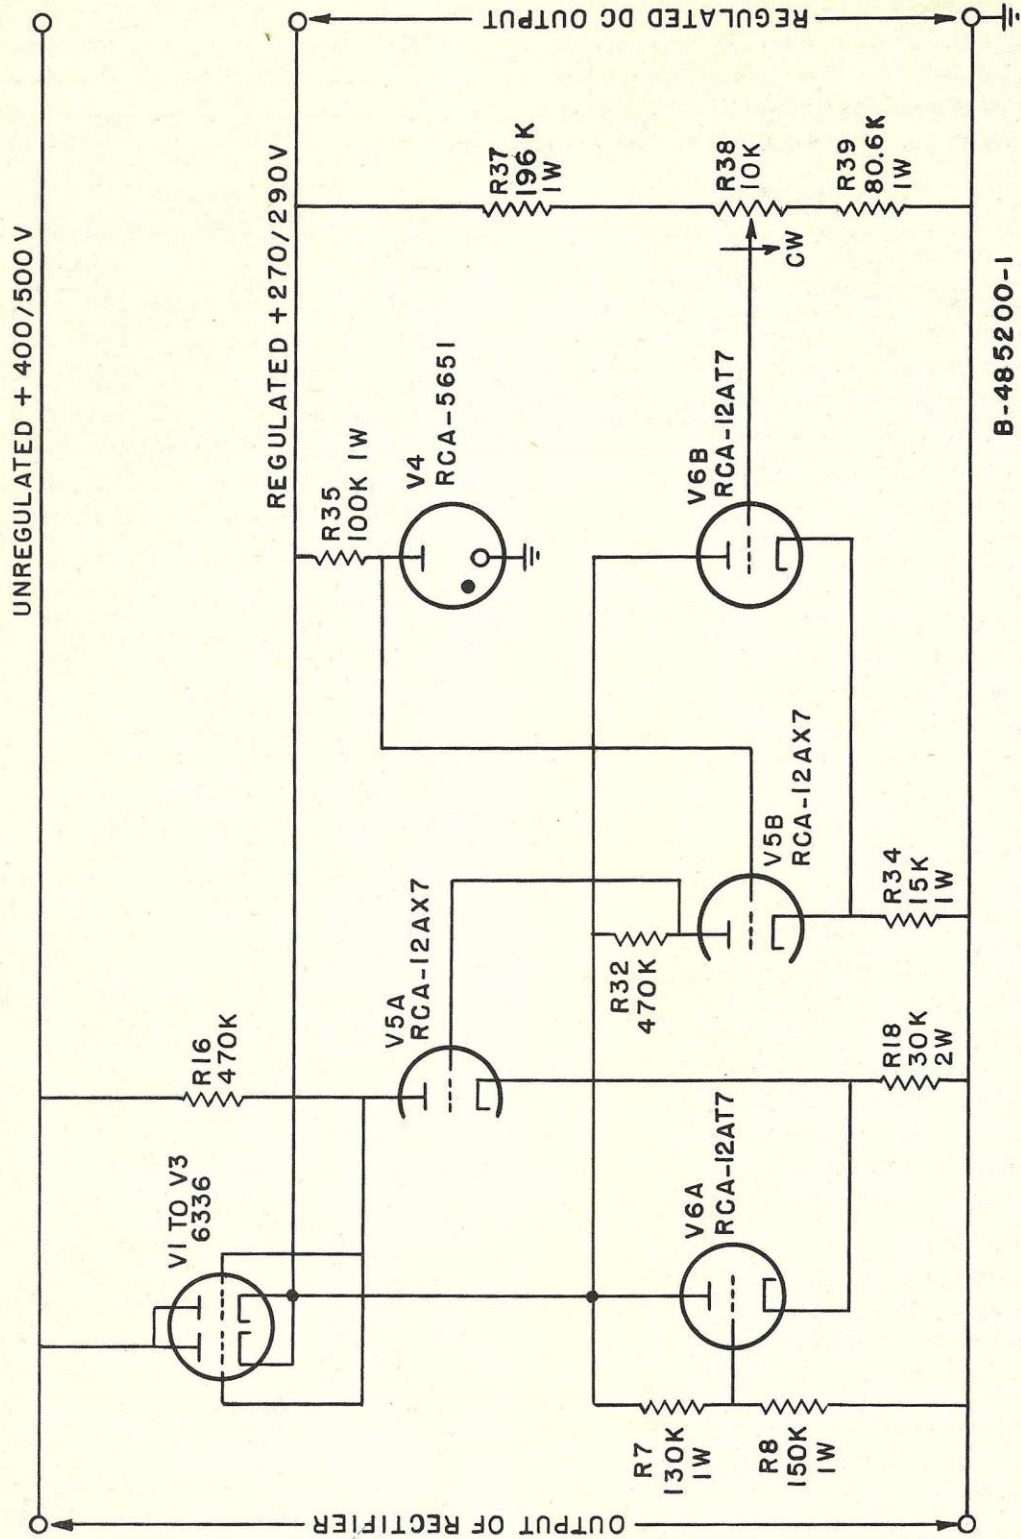 UNREGULATED + 400/500 V
REGULATED +270/290V
OUTPUT OF RECTIFIER
REGULATED DC OUTPUT
V1 TO V3
6336
R16
470K
V5A
RCA-12AX7
R35
100K 1W
V4
RCA-5651
R37
196 K
1W
R38
10K
CW
R39
80.6K
1W
R7
130K
1W
R8
150K
1W
V6A
RCA-12AT7
R18
30K
2W
R32
470K
V5B
RCA-12AX7
R34
15K
1W
V6B
RCA-12AT7
B-485200-1